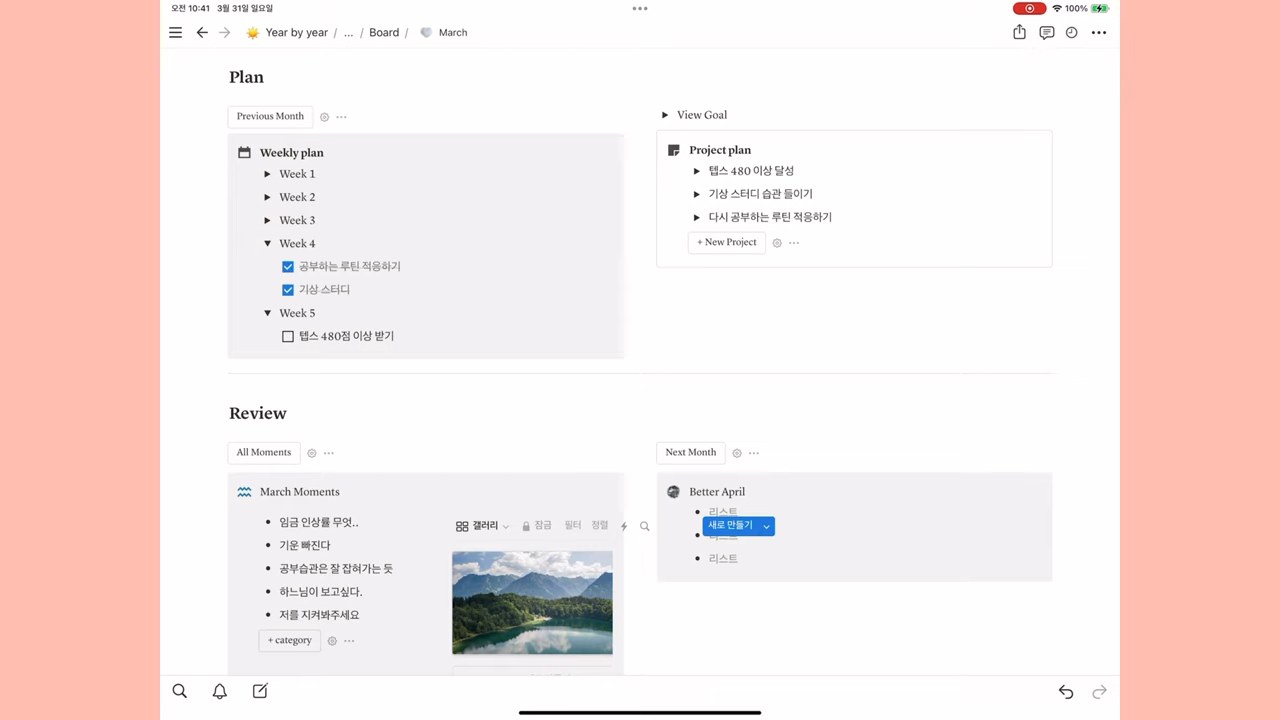 오전 10:41 3월 31일 일요일
100%
Year by year / ... / Board / March
Plan
Previous Month
Weekly plan
Week 1
Week 2
Week 3
Week 4
공부하는 루틴 적응하기
기상 스터디
Week 5
텝스 480점 이상 받기
View Goal
Project plan
텝스 480 이상 달성
기상 스터디 습관 들이기
다시 공부하는 루틴 적응하기
+ New Project
Review
All Moments
March Moments
임금 인상률 무엇..
기운 빠진다
공부습관은 잘 잡혀가는 듯
하느님이 보고싶다.
저를 지켜봐주세요
+ category
갤러리 잠금 필터 정렬
새로 만들기
Next Month
Better April
리스트
리스트